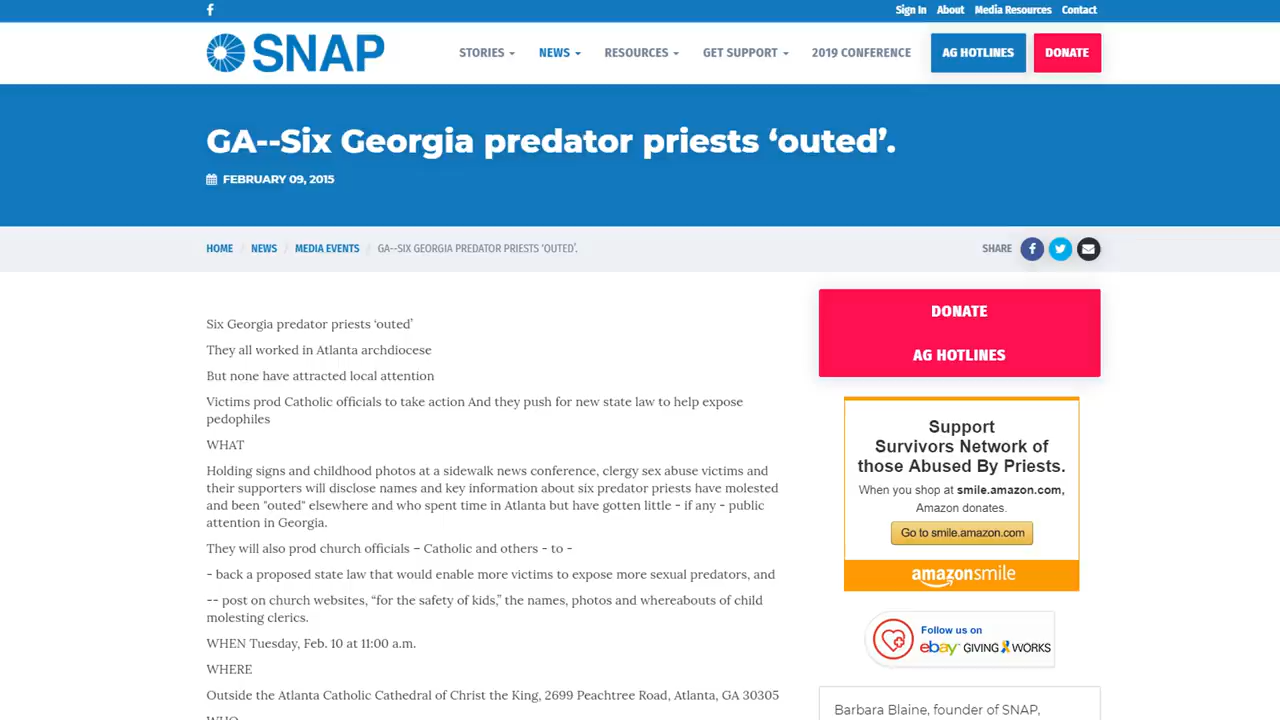 Sign In About Media Resources Contact
SNAP STORIES NEWS RESOURCES GET SUPPORT 2019 CONFERENCE AG HOTLINES DONATE
GA--Six Georgia predator priests ‘outed’.
FEBRUARY 09, 2015
HOME / NEWS / MEDIA EVENTS / GA--SIX GEORGIA PREDATOR PRIESTS ‘OUTED’. SHARE
Six Georgia predator priests ‘outed’
They all worked in Atlanta archdiocese
But none have attracted local attention
Victims prod Catholic officials to take action And they push for new state law to help expose
pedophiles
WHAT
Holding signs and childhood photos at a sidewalk news conference, clergy sex abuse victims and
their supporters will disclose names and key information about six predator priests have molested
and been "outed" elsewhere and who spent time in Atlanta but have gotten little - if any - public
attention in Georgia.
They will also prod church officials – Catholic and others - to -
- back a proposed state law that would enable more victims to expose more sexual predators, and
-- post on church websites, “for the safety of kids,” the names, photos and whereabouts of child
molesting clerics.
WHEN Tuesday, Feb. 10 at 11:00 a.m.
WHERE
Outside the Atlanta Catholic Cathedral of Christ the King, 2699 Peachtree Road, Atlanta, GA 30305
WHO
DONATE
AG HOTLINES
Support
Survivors Network of
those Abused By Priests.
When you shop at smile.amazon.com,
Amazon donates.
Go to smile.amazon.com
amazonsmile
Follow us on
ebay GIVING WORKS
Barbara Blaine, founder of SNAP,